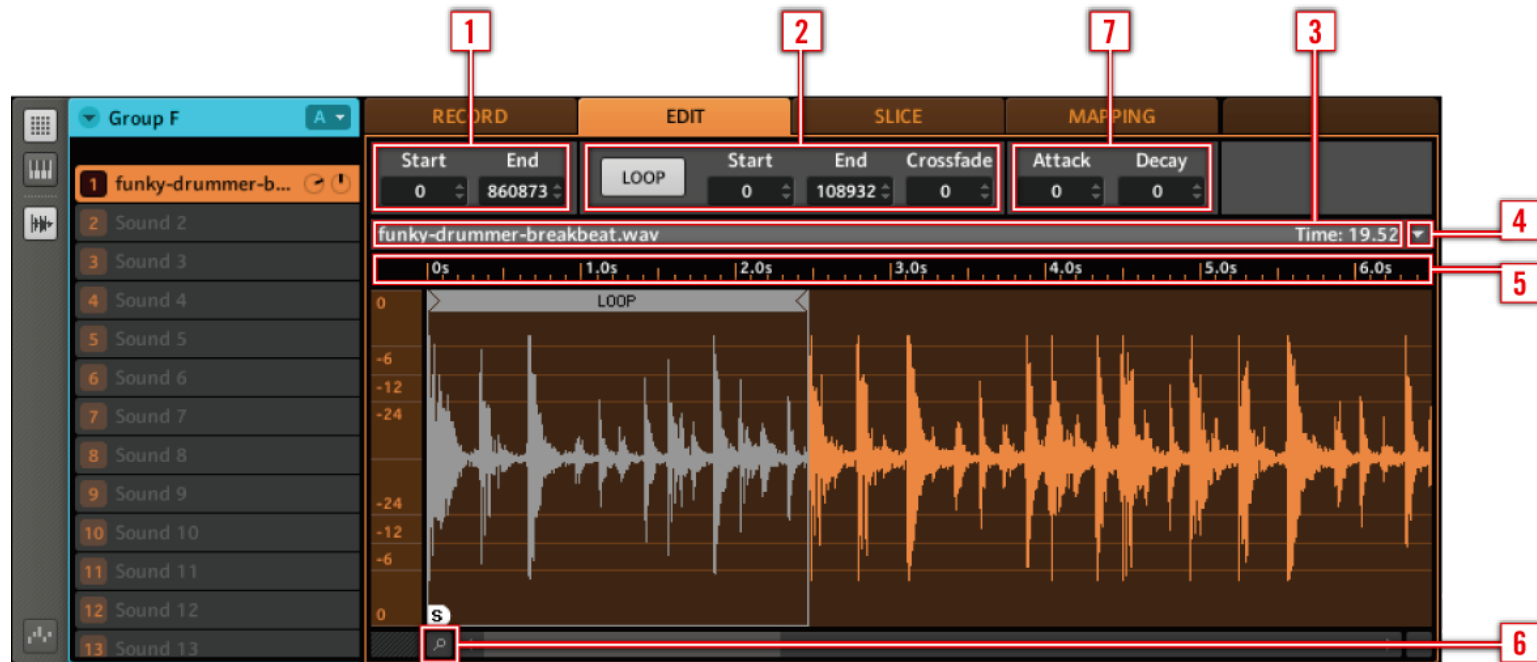 1 2 7 3
Group F A RECORD EDIT SLICE MAPPING
Start End LOOP Start End Crossfade Attack Decay
0 860873 0 108932 0 0 0
1 funky-drummer-b...
2 Sound 2
funky-drummer-breakbeat.wav Time: 19.52 4
3 Sound 3
0s 1.0s 2.0s 3.0s 4.0s 5.0s 6.0s 5
4 Sound 4
0 LOOP
5 Sound 5
-6
6 Sound 6
-12
7 Sound 7
-24
8 Sound 8
9 Sound 9
-24
10 Sound 10
-12
11 Sound 11
-6
12 Sound 12
0 S
13 Sound 13
6